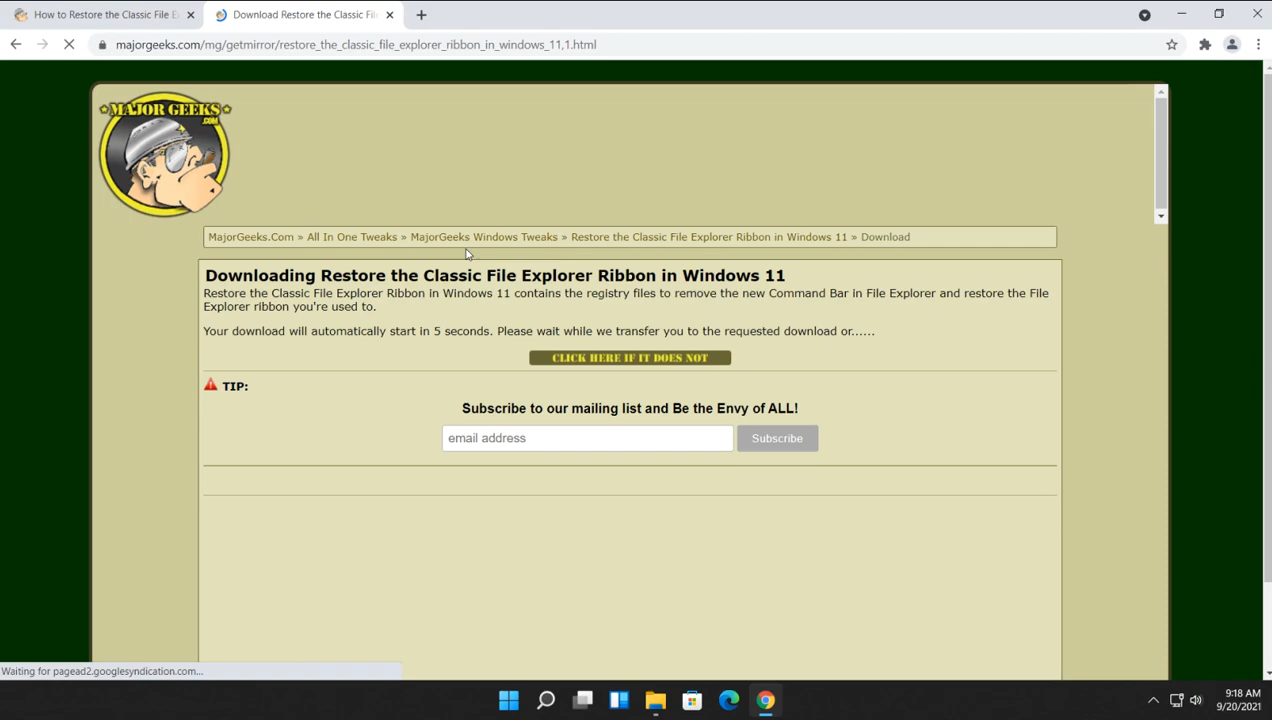 How to Restore the Classic File E
Download Restore the Classic Fil
majorgeeks.com/mg/getmirror/restore_the_classic_file_explorer_ribbon_in_windows_11,1.html
MAJOR GEEKS
.COM
MajorGeeks.Com » All In One Tweaks » MajorGeeks Windows Tweaks » Restore the Classic File Explorer Ribbon in Windows 11 » Download
Downloading Restore the Classic File Explorer Ribbon in Windows 11
Restore the Classic File Explorer Ribbon in Windows 11 contains the registry files to remove the new Command Bar in File Explorer and restore the File
Explorer ribbon you're used to.
Your download will automatically start in 5 seconds. Please wait while we transfer you to the requested download or......
CLICK HERE IF IT DOES NOT
TIP:
Subscribe to our mailing list and Be the Envy of ALL!
email address
Subscribe
Waiting for pagead2.googlesyndication.com...
9:18 AM
9/20/2021